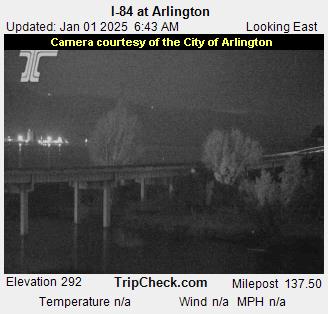 I-84 at Arlington
Updated: Jan 01 2025 6:43 AM Looking East
Camera courtesy of the City of Arlington
Elevation 292 TripCheck.com Milepost 137.50
Temperature n/a Wind n/a MPH n/a